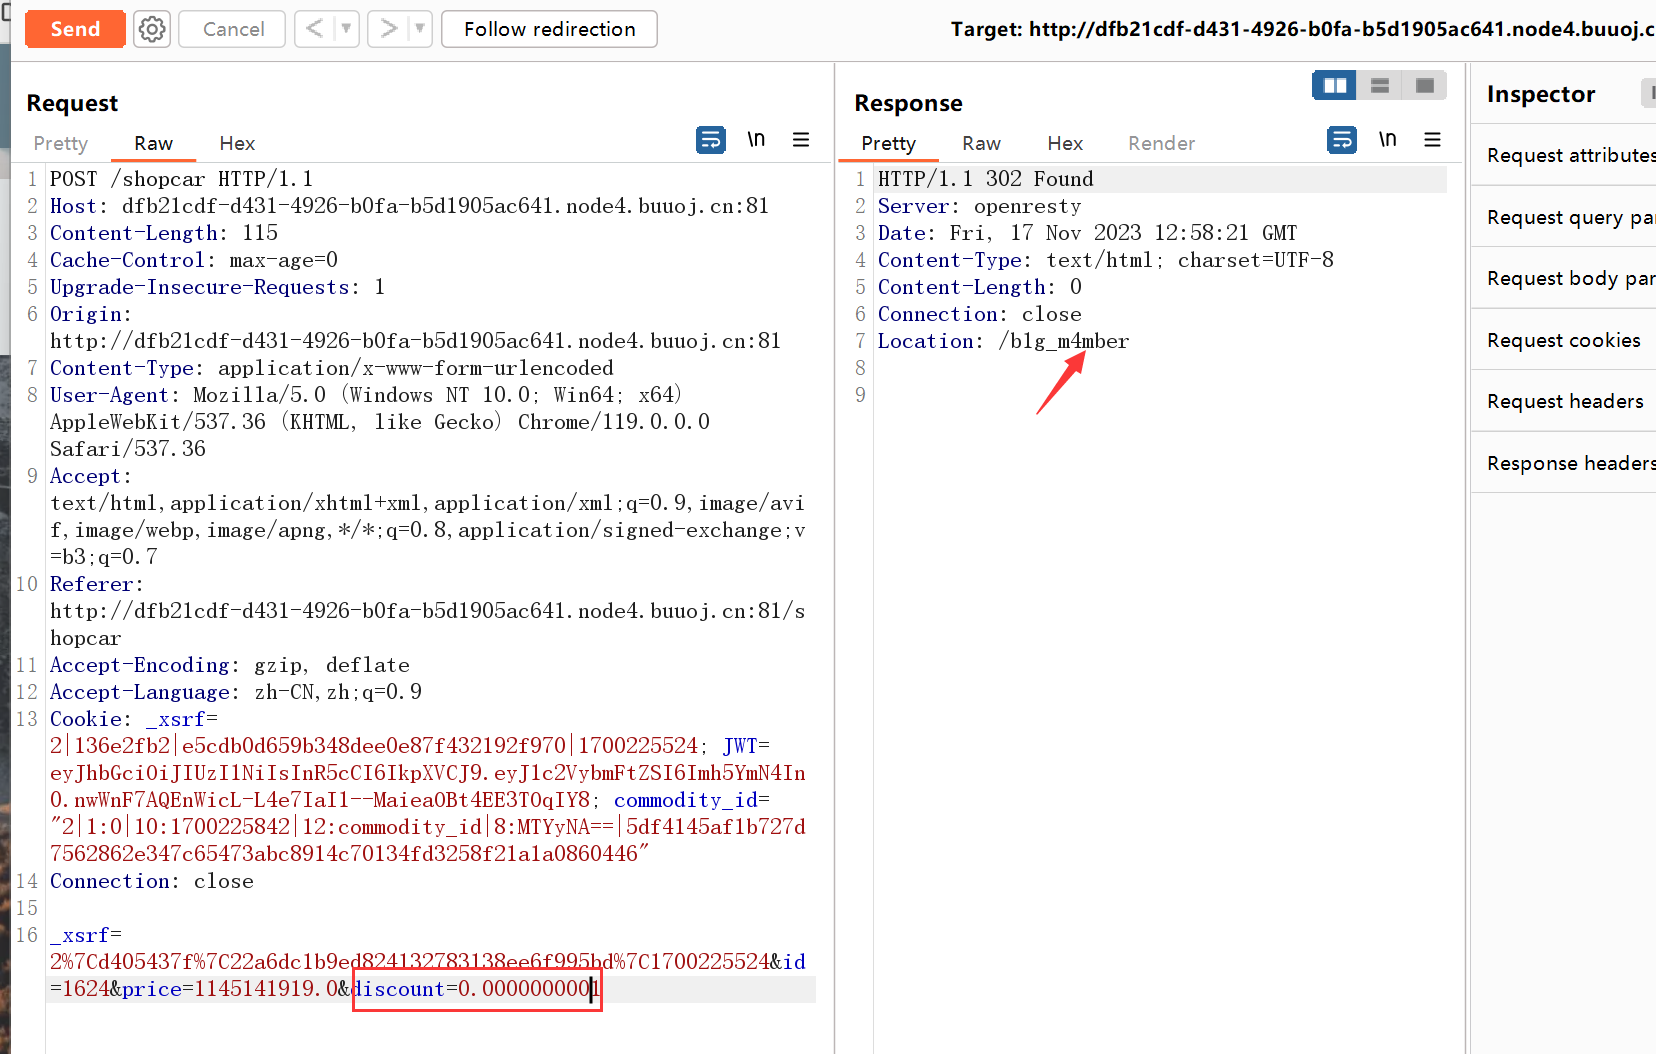 Send
Cancel
<
>
Follow redirection
Target: http://dfb21cdf-d431-4926-b0fa-b5d1905ac641.node4.buuoj.c
Request
Pretty
Raw
Hex
\n
1 POST /shopcar HTTP/1.1
2 Host: dfb21cdf-d431-4926-b0fa-b5d1905ac641.node4.buuoj.cn:81
3 Content-Length: 115
4 Cache-Control: max-age=0
5 Upgrade-Insecure-Requests: 1
6 Origin:
http://dfb21cdf-d431-4926-b0fa-b5d1905ac641.node4.buuoj.cn:81
7 Content-Type: application/x-www-form-urlencoded
8 User-Agent: Mozilla/5.0 (Windows NT 10.0; Win64; x64)
AppleWebKit/537.36 (KHTML, like Gecko) Chrome/119.0.0.0
Safari/537.36
9 Accept:
text/html,application/xhtml+xml,application/xml;q=0.9,image/avi
f,image/webp,image/apng,*/*;q=0.8,application/signed-exchange;v
=b3;q=0.7
10 Referer:
http://dfb21cdf-d431-4926-b0fa-b5d1905ac641.node4.buuoj.cn:81/s
hopcar
11 Accept-Encoding: gzip, deflate
12 Accept-Language: zh-CN,zh;q=0.9
13 Cookie: _xsrf=
2|136e2fb2|e5cdb0d659b348dee0e87f432192f970|1700225524; JWT=
eyJhbGciOiJIUzI1NiIsInR5cCI6IkpXVCJ9.eyJ1c2VybmFtZSI6Imh5YmN4In
0.nwWnF7AQEnWicL-L4e7IaI1--MaieaOBt4EE3TOqIY8; commodity_id=
"2|1:0|10:1700225842|12:commodity_id|8:MTYyNA==|5df4145af1b727d
7562862e347c65473abc8914c70134fd3258f21a1a0860446"
14 Connection: close
15
16 _xsrf=
2%7Cd405437f%7C22a6dc1b9ed824132783138ee6f995bd%7C1700225524&id
=1624&price=1145141919.0&discount=0.0000000001
Response
Pretty
Raw
Hex
Render
\n
1 HTTP/1.1 302 Found
2 Server: openresty
3 Date: Fri, 17 Nov 2023 12:58:21 GMT
4 Content-Type: text/html; charset=UTF-8
5 Content-Length: 0
6 Connection: close
7 Location: /b1g_m4mber
8
9
Inspector
Request attributes
Request query par
Request body par
Request cookies
Request headers
Response headers